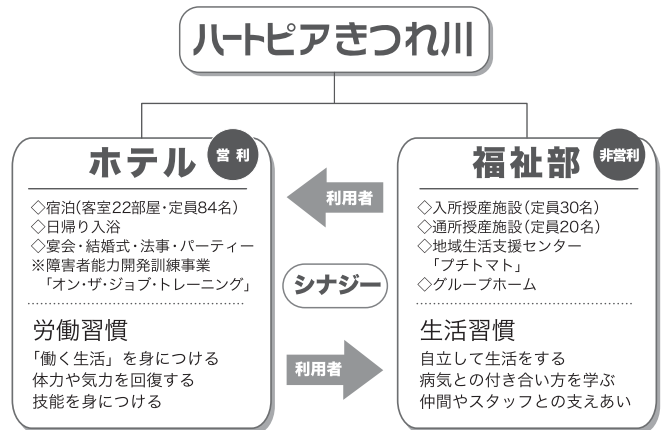 ハートピアきつれ川
ホテル
営利
◇宿泊(客室22部屋・定員84名)
◇日帰り入浴
◇宴会・結婚式・法事・パーティー
※障害者能力開発訓練事業
「オン・ザ・ジョブ・トレーニング」
労働習慣
「働く生活」を身につける
体力や気力を回復する
技能を身につける
利用者
シナジー
利用者
福祉部
非営利
◇入所授産施設(定員30名)
◇通所授産施設(定員20名)
◇地域生活支援センター
「プチトマト」
◇グループホーム
生活習慣
自立して生活をする
病気との付き合い方を学ぶ
仲間やスタッフとの支えあい